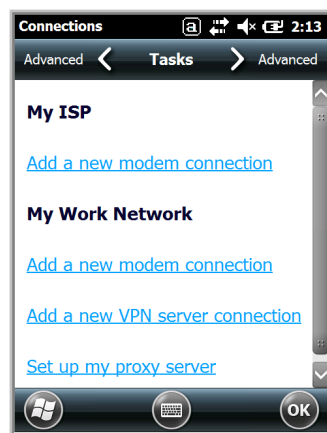 Connections a 2:13
Advanced Tasks Advanced
My ISP
Add a new modem connection
My Work Network
Add a new modem connection
Add a new VPN server connection
Set up my proxy server
OK